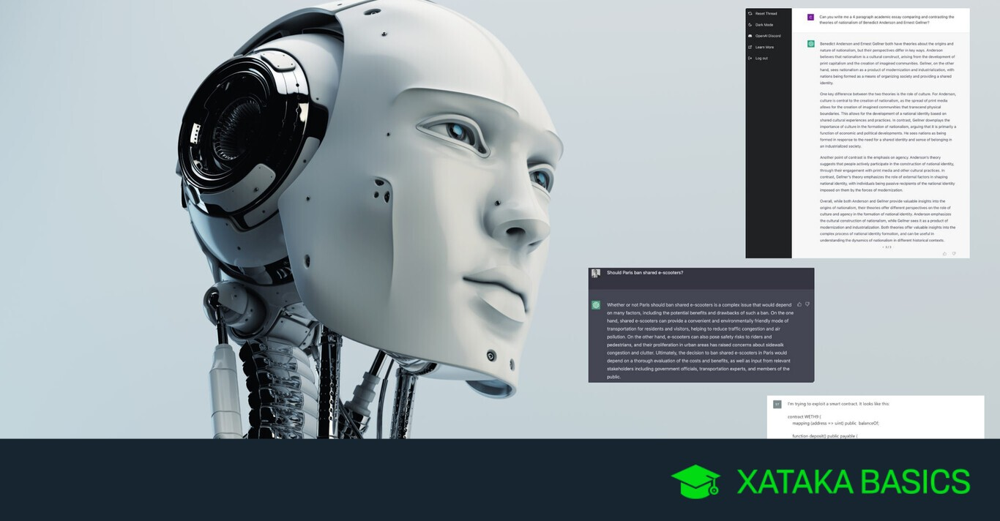 Reset Thread
Dark Mode
OpenAI Discord
Learn More
Log out
C
Can you write me a 4 paragraph academic essay comparing and contrasting the
theories of nationalism of Benedict Anderson and Ernest Gellner?
Benedict Anderson and Ernest Gellner both have theories about the origins and
nature of nationalism, but their perspectives differ in key ways. Anderson
believes that nationalism is a cultural construct, arising from the development of
print capitalism and the creation of imagined communities. Gellner, on the other
hand, sees nationalism as a product of modernization and industrialization, with
nations being formed as a means of organizing society and providing a shared
identity.
One key difference between the two theories is the role of culture. For Anderson,
culture is central to the creation of nationalism, as the spread of print media
allows for the creation of imagined communities that transcend physical
boundaries. This allows for the development of a national identity based on
shared cultural experiences and practices. In contrast, Gellner downplays the
importance of culture in the formation of nationalism, arguing that it is primarily a
function of economic and political developments. He sees nations as being
formed in response to the need for a shared identity and sense of belonging in
an industrialized society.
Another point of contrast is the emphasis on agency. Anderson's theory
suggests that people actively participate in the construction of national identity,
through their engagement with print media and other cultural practices. In
contrast, Gellner's theory emphasizes the role of external factors in shaping
national identity, with individuals being passive recipients of the national identity
imposed on them by the forces of modernization.
Overall, while both Anderson and Gellner provide valuable insights into the
origins of nationalism, their theories offer different perspectives on the role of
culture and agency in the formation of national identity. Anderson emphasizes
the cultural construction of nationalism, while Gellner sees it as a product of
modernization and industrialization. Both theories offer valuable insights into the
complex process of national identity formation, and can be useful in
understanding the dynamics of nationalism in different historical contexts.
Should Paris ban shared e-scooters?
Whether or not Paris should ban shared e-scooters is a complex issue that would depend
on many factors, including the potential benefits and drawbacks of such a ban. On the one
hand, shared e-scooters can provide a convenient and environmentally friendly mode of
transportation for residents and visitors, helping to reduce traffic congestion and air
pollution. On the other hand, e-scooters can also pose safety risks to riders and
pedestrians, and their proliferation in urban areas has raised concerns about sidewalk
congestion and clutter. Ultimately, the decision to ban shared e-scooters in Paris would
depend on a thorough evaluation of the costs and benefits, as well as input from relevant
stakeholders including government officials, transportation experts, and members of the
public.
I'm trying to exploit a smart contract. It looks like this:
contract WETH9 {
mapping (address => uint) public balanceOf;
function deposit() public payable {
XATAKA BASICS